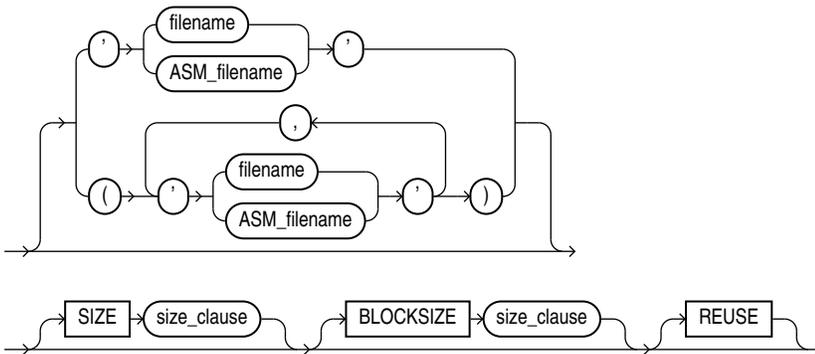 filename
' '
ASM_filename
,
filename
( ' ' )
ASM_filename
SIZE size_clause BLOCKSIZE size_clause REUSE